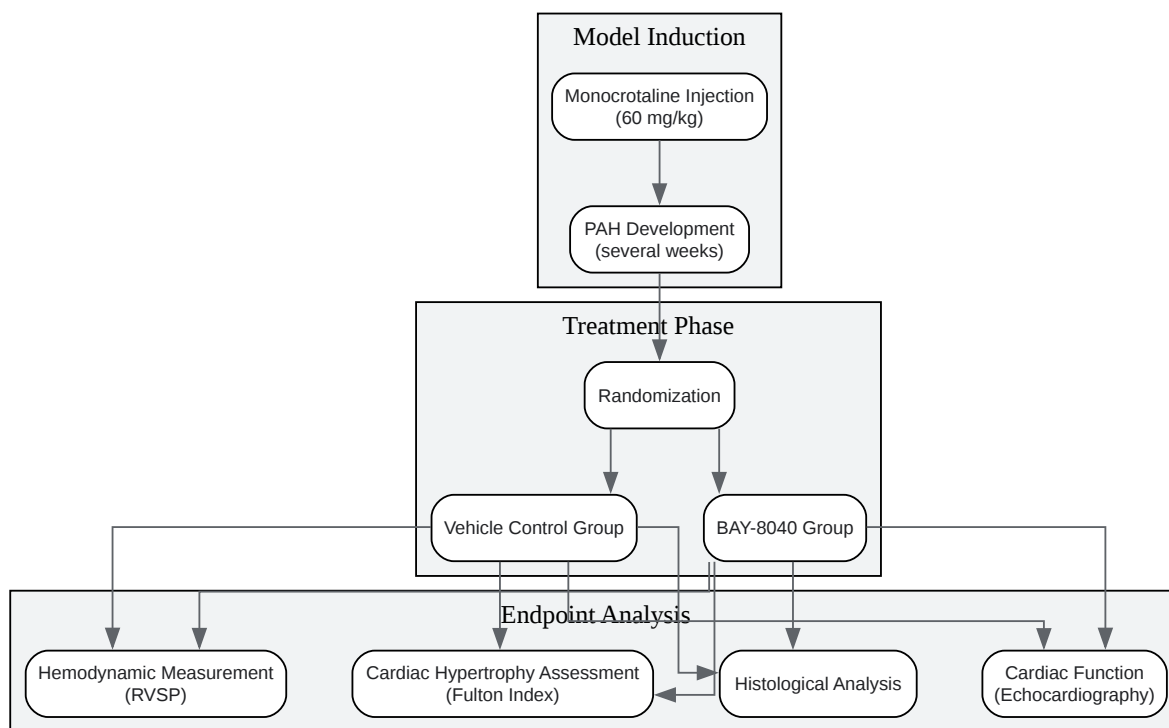 Model Induction
Monocrotaline Injection
(60 mg/kg)
PAH Development
(several weeks)
Treatment Phase
Randomization
Vehicle Control Group
BAY-8040 Group
Endpoint Analysis
Hemodynamic Measurement
(RVSP)
Cardiac Hypertrophy Assessment
(Fulton Index)
Histological Analysis
Cardiac Function
(Echocardiography)